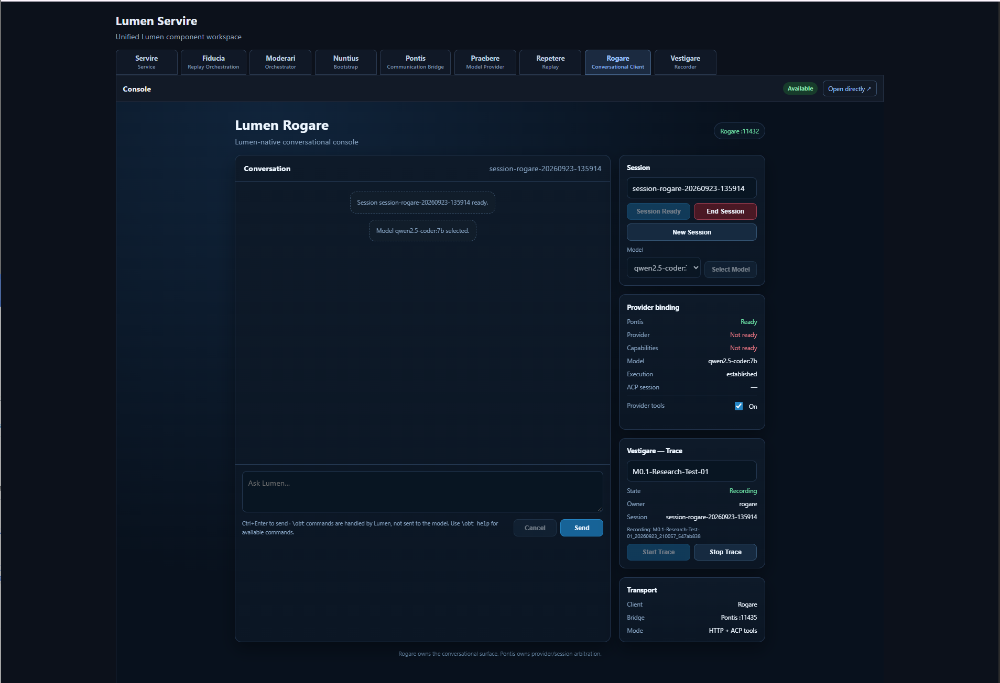 Lumen Servire
Unified Lumen component workspace
Servire
Service
Fiducia
Replay Orchestration
Moderari
Orchestrator
Nuntius
Bootstrap
Pontis
Communication Bridge
Praebere
Model Provider
Repetere
Replay
Rogare
Conversational Client
Vestigare
Recorder
Console
Available
Open directly ↗
Lumen Rogare
Lumen-native conversational console
Rogare :11432
Conversation
session-rogare-20260923-135914
Session session-rogare-20260923-135914 ready.
Model qwen2.5-coder:7b selected.
Ask Lumen...
Ctrl+Enter to send · \obt commands are handled by Lumen, not sent to the model. Use \obt help for
available commands.
Cancel
Send
Session
session-rogare-20260923-135914
Session Ready
End Session
New Session
Model
qwen2.5-coder:
Select Model
Provider binding
Pontis Ready
Provider Not ready
Capabilities Not ready
Model qwen2.5-coder:7b
Execution established
ACP session —
Provider tools On
Vestigare — Trace
M0.1-Research-Test-01
State Recording
Owner rogare
Session session-rogare-20260923-135914
Recording: M0.1-Research-Test-
01_20260923_210057_547ab838
Start Trace
Stop Trace
Transport
Client Rogare
Bridge Pontis :11435
Mode HTTP + ACP tools
Rogare owns the conversational surface. Pontis owns provider/session arbitration.